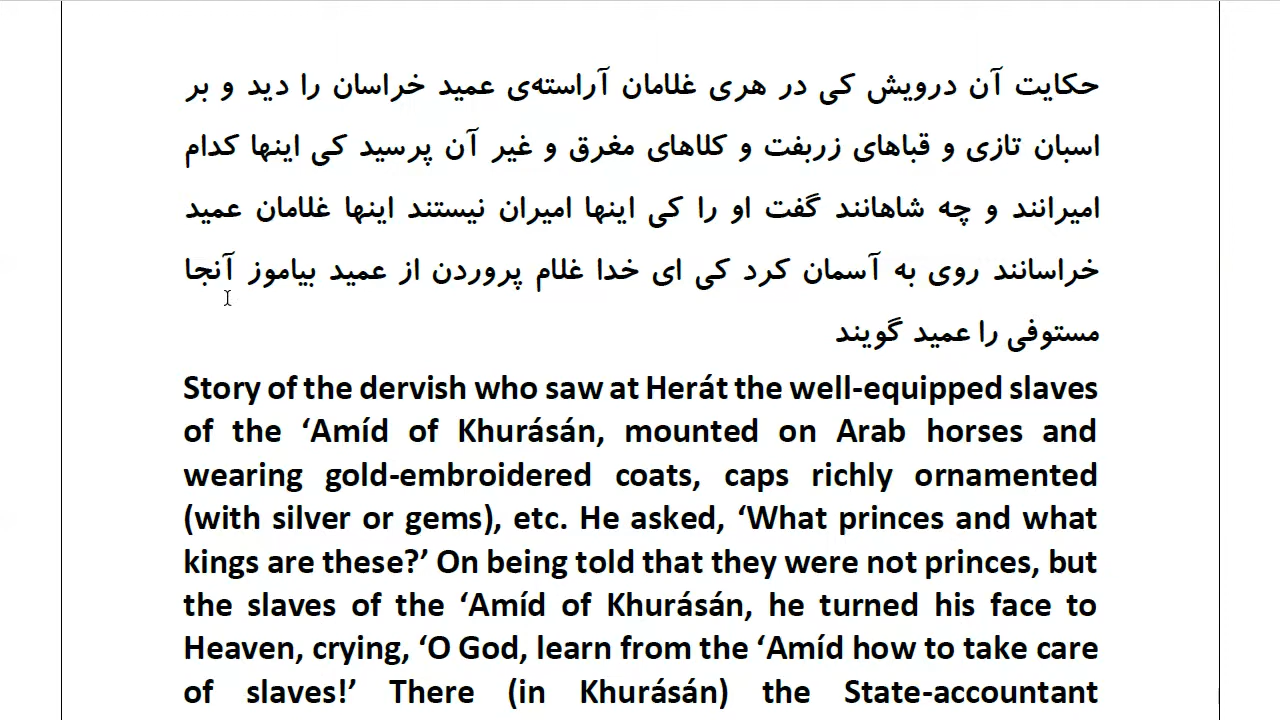 حکایت آن درویش کی در هری غلامان آراسته‌ی عمید خراسان را دید و بر
اسبان تازی و قباهای زربفت و کلاهای مغرق و غیر آن پرسید کی اینها کدام
امیرانند و چه شاهانند گفت او را کی اینها امیران نیستند اینها غلامان عمید
خراسانند روی به آسمان کرد کی ای خدا غلام پروردن از عمید بیاموز آنجا
مستوفی را عمید گویند
Story of the dervish who saw at Herát the well-equipped slaves
of the ‘Amíd of Khurásán, mounted on Arab horses and
wearing gold-embroidered coats, caps richly ornamented
(with silver or gems), etc. He asked, ‘What princes and what
kings are these?’ On being told that they were not princes, but
the slaves of the ‘Amíd of Khurásán, he turned his face to
Heaven, crying, ‘O God, learn from the ‘Amíd how to take care
of slaves!’ There (in Khurásán) the State-accountant